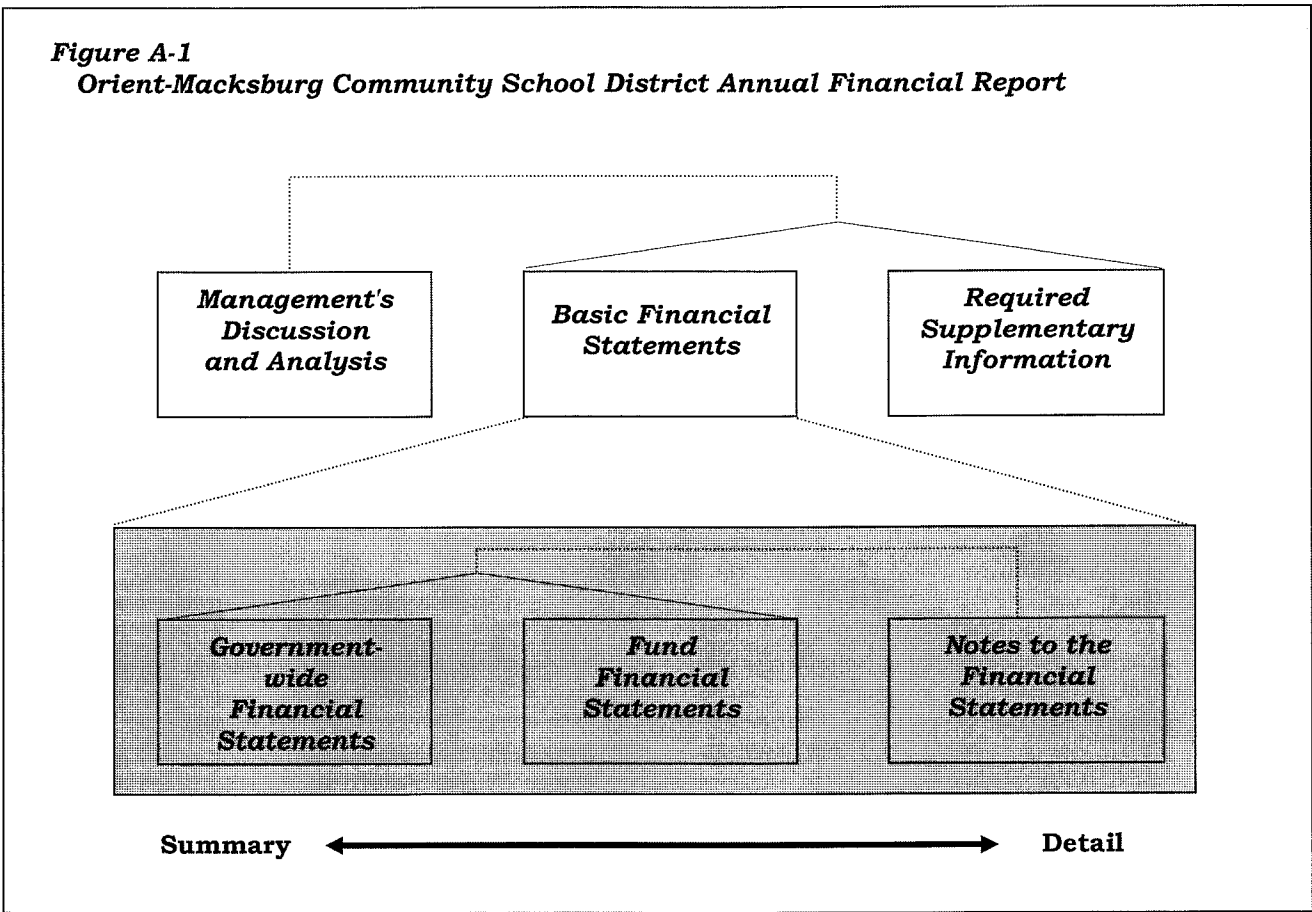 Figure A-1
Orient-Macksburg Community School District Annual Financial Report
Management's
Discussion
and Analysis
Basic Financial
Statements
Required
Supplementary
Information
Government-
wide
Financial
Statements
Fund
Financial
Statements
Notes to the
Financial
Statements
Summary
Detail